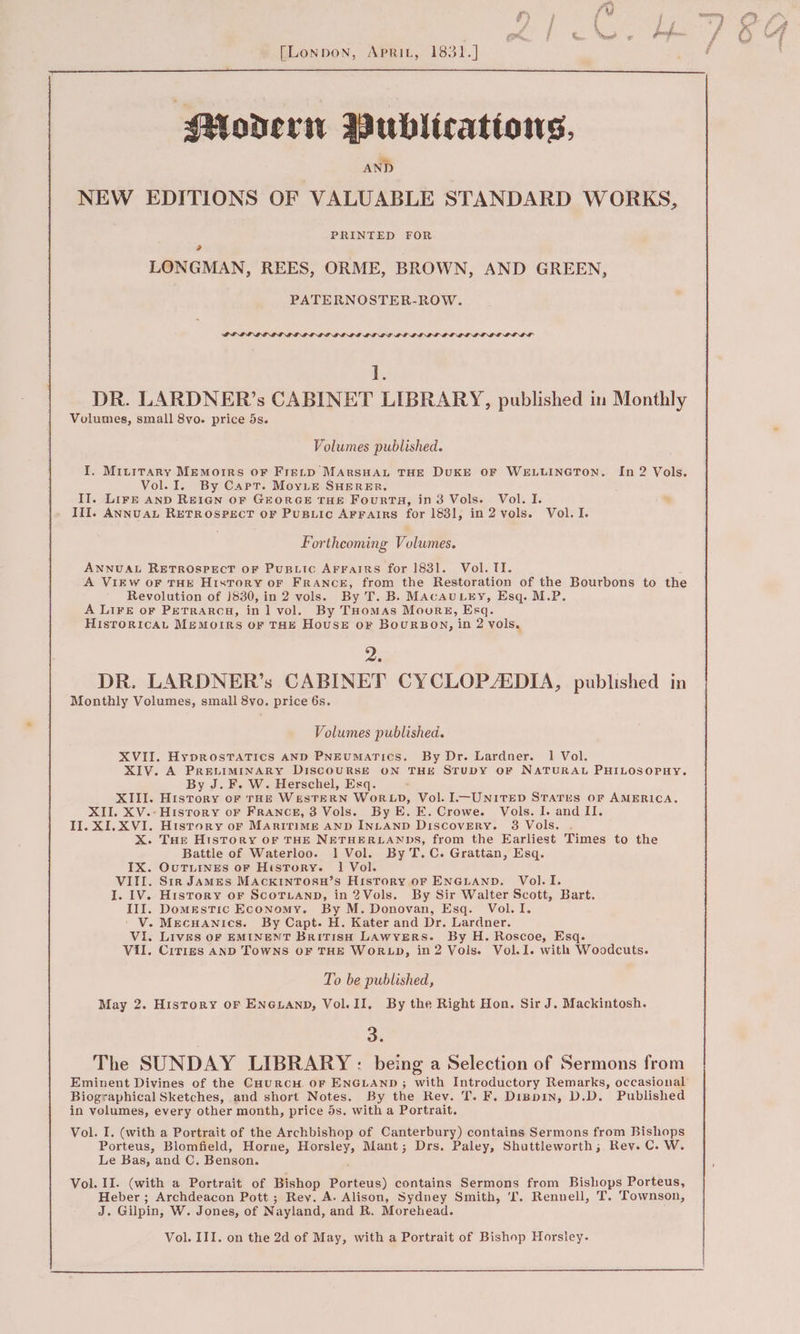 [London, April, 1831.]
Modern Publications,
AND
NEW EDITIONS OF VALUABLE STANDARD WORKS,
PRINTED FOR
LONGMAN, REES, ORME, BROWN, AND GREEN,
PATERNOSTER-ROW.
1.
DR. LARDNER's CABINET LIBRARY, published in Monthly
Volumes, small 8vo. price 5s.
Volumes published.
I. Military Memoirs of Field Marshal the Duke of Wellington. In 2 Vols.
Vol. I. By Capt. Moyle Sherer.
II. Life and Reign of George the Fourth, in 3 Vols. Vol. I.
III. Annual Retrospect of Public Affairs for 1831, in 2 vols. Vol. I.
Forthcoming Volumes.
Annual Retrospect of Public Affairs for 1831. Vol. II.
A View of the History of France, from the Restoration of the Bourbons to the
Revolution of 1830, in 2 vols. By T. B. Macauley, Esq. M.P.
A Life of Petrarch, in 1 vol. By Thomas Moore, Esq.
Historical Memoirs of the House of Bourbon, in 2 vols.
2.
DR. LARDNER's CABINET CYCLOPÆDIA, published in
Monthly Volumes, small 8vo. price 6s.
Volumes published.
XVII. Hydrostatics and Pneumatics. By Dr. Lardner. 1 Vol.
XIV. A Preliminary Discourse on the Study of Natural Philosophy.
By J. F. W. Herschel, Esq.
XIII. History of the Western World, Vol. I.—United States of America.
XII. XV. History of France, 3 Vols. By E. E. Crowe. Vols. I. and II.
II. XI. XVI. History of Maritime and Inland Discovery. 3 Vols.
X. The History of the Netherlands, from the Earliest Times to the
Battle of Waterloo. 1 Vol. By T. C. Grattan, Esq.
IX. Outlines of History. 1 Vol.
VIII. Sir James Mackintosh's History of England. Vol. I.
I. IV. History of Scotland, in 2 Vols. By Sir Walter Scott, Bart.
III. Domestic Economy. By M. Donovan, Esq. Vol. I.
V. Mechanics. By Capt. H. Kater and Dr. Lardner.
VI. Lives of eminent British Lawyers. By H. Roscoe, Esq.
VII. Cities and Towns of the World, in 2 Vols. Vol. I. with Woodcuts.
To be published,
May 2. History of England, Vol. II. By the Right Hon. Sir J. Mackintosh.
3.
The SUNDAY LIBRARY: being a Selection of Sermons from
Eminent Divines of the Church of England; with Introductory Remarks, occasional
Biographical Sketches, and short Notes. By the Rev. T. F. Dibdin, D.D. Published
in volumes, every other month, price 5s. with a Portrait.
Vol. I. (with a Portrait of the Archbishop of Canterbury) contains Sermons from Bishops
Porteus, Blomfield, Horne, Horsley, Mant; Drs. Paley, Shuttleworth; Rev. C. W.
Le Bas, and C. Benson.
Vol. II. (with a Portrait of Bishop Porteus) contains Sermons from Bishops Porteus,
Heber; Archdeacon Pott; Rev. A. Alison, Sydney Smith, T. Rennell, T. Townson,
J. Gilpin, W. Jones, of Nayland, and R. Morehead.
Vol. III. on the 2d of May, with a Portrait of Bishop Horsley.